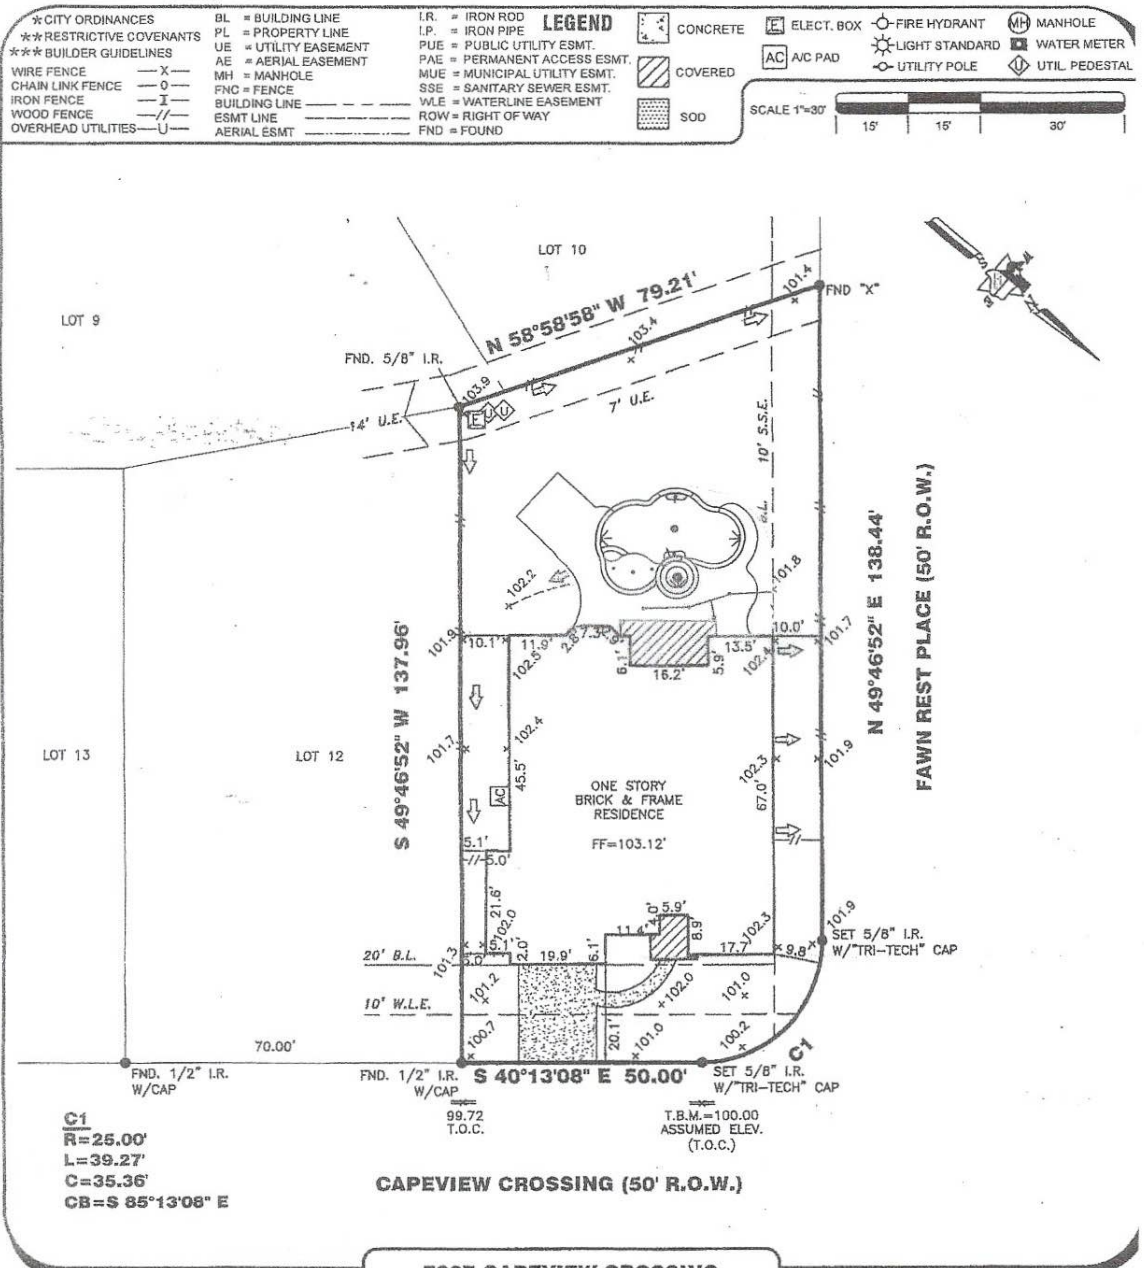 * CITY ORDINANCES
** RESTRICTIVE COVENANTS
*** BUILDER GUIDELINES
WIRE FENCE —X—
CHAIN LINK FENCE —O—
IRON FENCE —I—
WOOD FENCE —//—
OVERHEAD UTILITIES —U—
BL = BUILDING LINE
PL = PROPERTY LINE
UE = UTILITY EASEMENT
AE = AERIAL EASEMENT
MH = MANHOLE
FNC = FENCE
BUILDING LINE
ESMT LINE
AERIAL ESMT
I.R. = IRON ROD
I.P. = IRON PIPE
PUE = PUBLIC UTILITY ESMT.
PAE = PERMANENT ACCESS ESMT.
MUE = MUNICIPAL UTILITY ESMT.
SSE = SANITARY SEWER ESMT.
WLE = WATERLINE EASEMENT
ROW = RIGHT OF WAY
FND = FOUND
LEGEND
CONCRETE
COVERED
SOD
E ELECT. BOX
AC A/C PAD
FIRE HYDRANT
LIGHT STANDARD
UTILITY POLE
MH MANHOLE
WATER METER
U UTIL PEDESTAL
SCALE 1"=30'
15' 15' 30'
LOT 10
LOT 9
N 58°58'58" W 79.21'
101.4
FND "X"
103.4
FND. 5/8" I.R.
103.9
E U U
14' U.E.
7' U.E.
10' S.S.E.
102.2
101.8
101.9
10.1'
11.9'
102.5
2.8'
7.3'
6.1'
16.2'
5.9'
13.5'
10.0'
102.4
101.7
S 49°46'52" W 137.96'
N 49°46'52" E 138.44'
FAWN REST PLACE (50' R.O.W.)
LOT 13
LOT 12
101.7
102.4
45.5'
AC
ONE STORY
BRICK & FRAME
RESIDENCE
FF=103.12'
102.3
67.0'
101.9
5.1'
5.0'
21.6'
102.0
5.1'
2.0'
19.9'
6.1'
11.4'
4.0'
5.9'
8.9'
17.7'
102.3
9.8'
101.9
SET 5/8" I.R.
W/"TRI-TECH" CAP
20' B.L.
101.3
5.0'
101.2
10' W.L.E.
102.0
101.0
100.7
20.1'
101.0
100.2
C1
70.00'
FND. 1/2" I.R.
W/CAP
FND. 1/2" I.R.
W/CAP
S 40°13'08" E 50.00'
SET 5/8" I.R.
W/"TRI-TECH" CAP
99.72
T.O.C.
T.B.M.=100.00
ASSUMED ELEV.
(T.O.C.)
C1
R=25.00'
L=39.27'
C=35.36'
CB=S 85°13'08" E
CAPEVIEW CROSSING (50' R.O.W.)
CAPEVIEW CROSSING